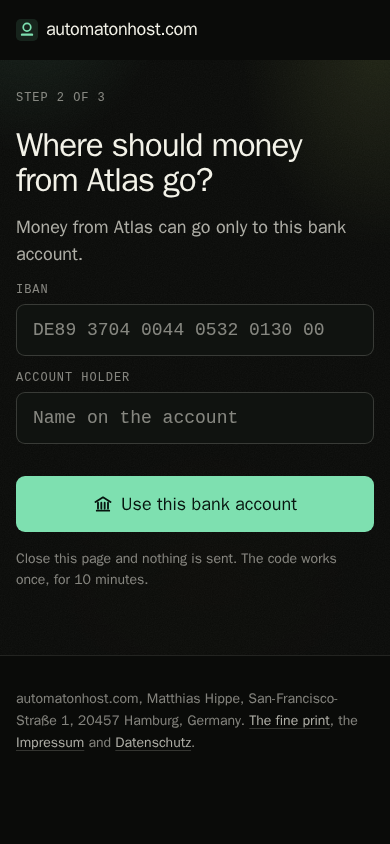 automatonhost.com
STEP 2 OF 3
Where should money
from Atlas go?
Money from Atlas can go only to this bank
account.
IBAN
DE89 3704 0044 0532 0130 00
ACCOUNT HOLDER
Name on the account
Use this bank account
Close this page and nothing is sent. The code works
once, for 10 minutes.
automatonhost.com, Matthias Hippe, San-Francisco-
Straße 1, 20457 Hamburg, Germany. The fine print, the
Impressum and Datenschutz.